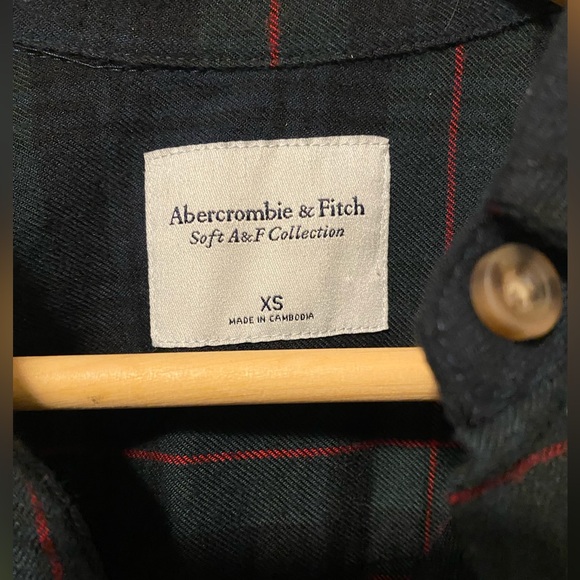 Abercrombie & Fitch
Soft A&F Collection
XS
MADE IN CAMBODIA